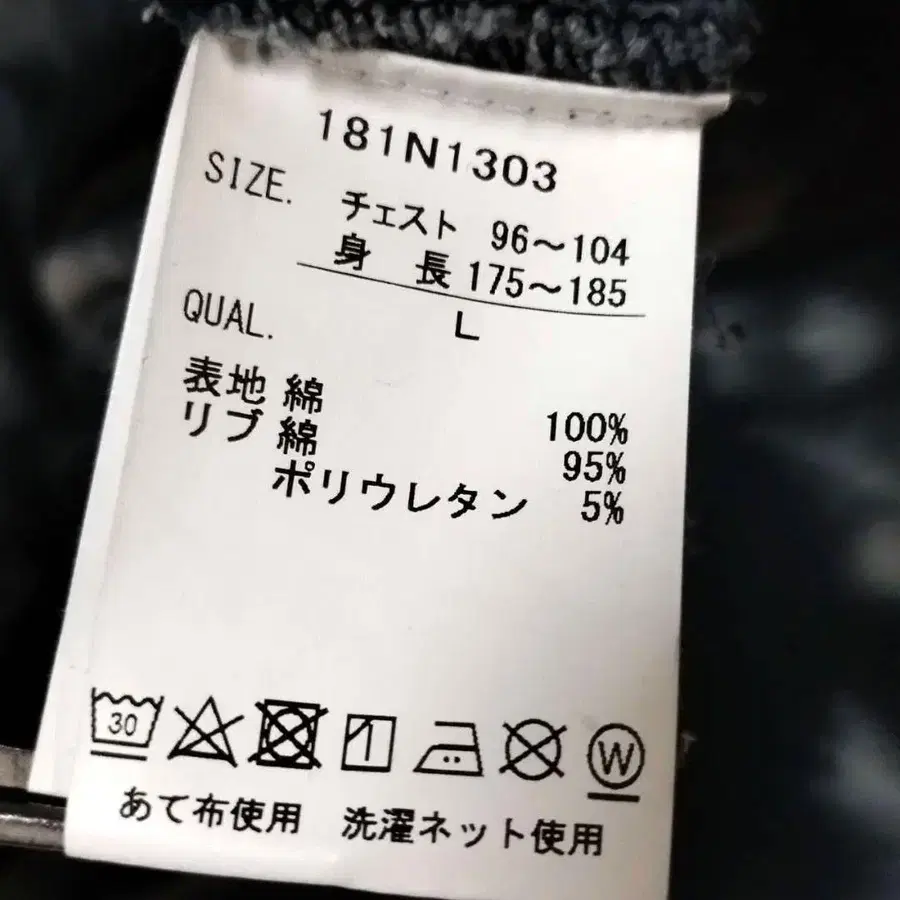 181N1303
SIZE. チェスト 96～104
身 長 175～185
L
QUAL.
表地 綿 100%
リブ 綿 95%
ポリウレタン 5%
30
W
あて布使用 洗濯ネット使用